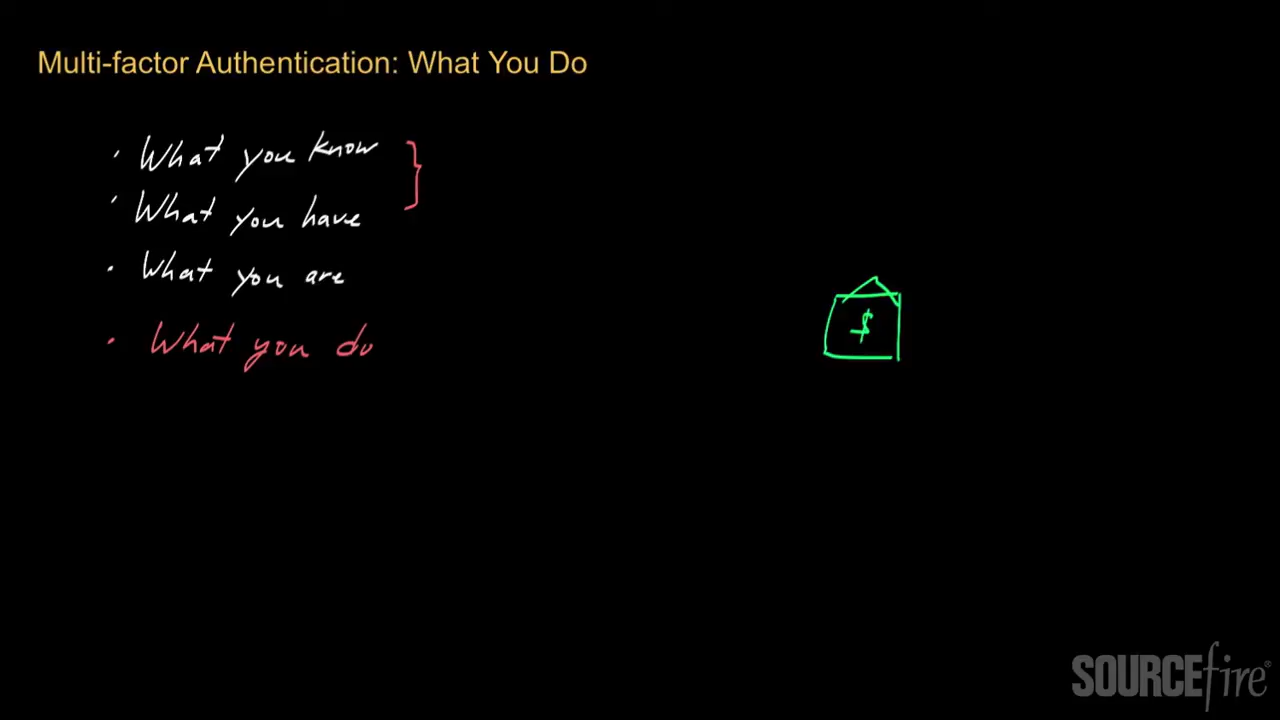 Multi-factor Authentication: What You Do
· What you know
· What you have
· What you are
· What you do
$
SOURCEfire®